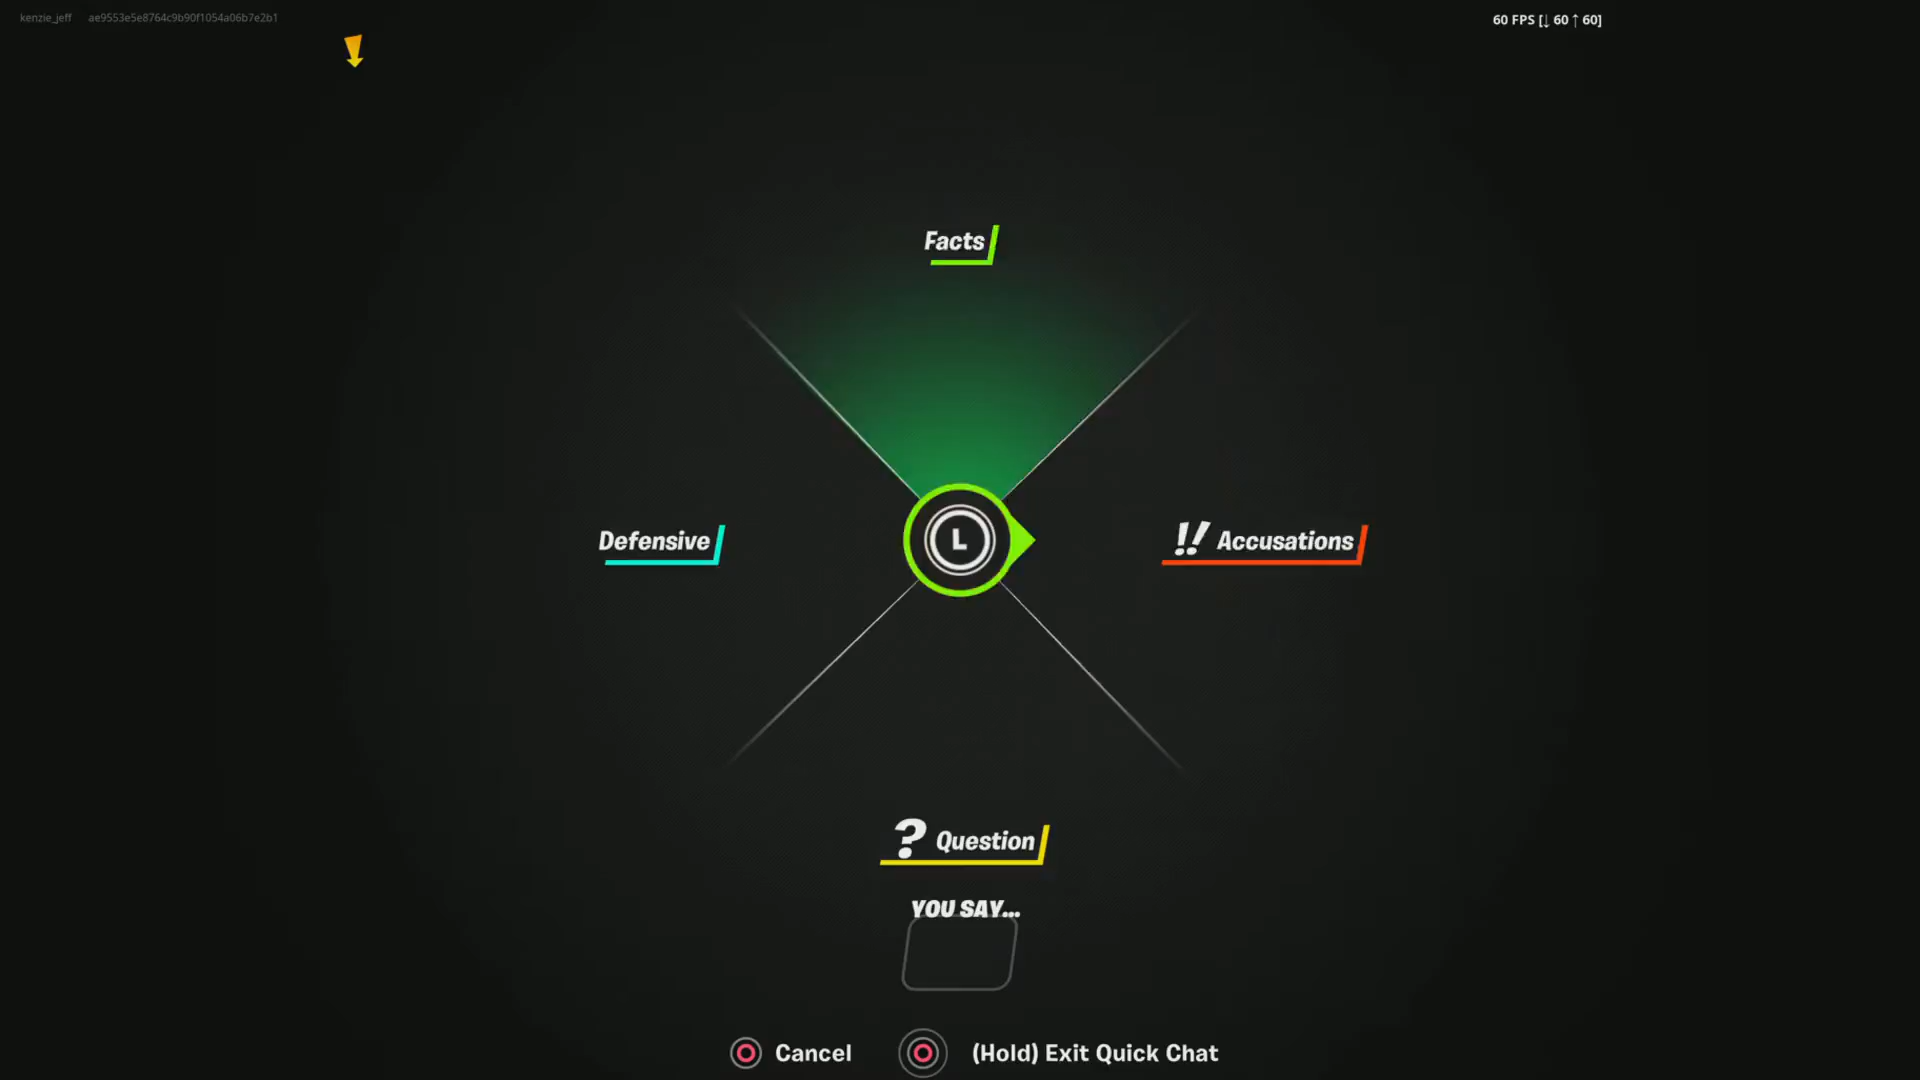 kenzie_jeff ae9553e5e8764c9b90f1054a06b7e2b1
60 FPS [↓ 60 ↑ 60]
Facts
Defensive
L
!! Accusations
? Question
YOU SAY...
Cancel
(Hold) Exit Quick Chat